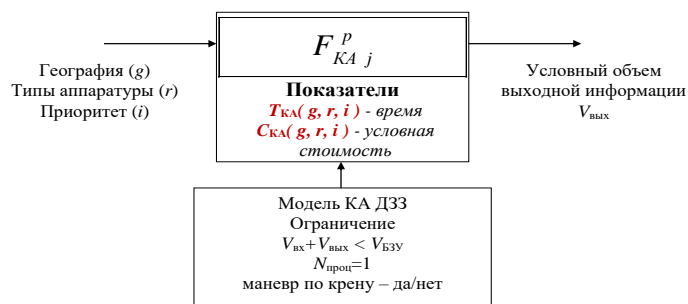 F p КА j
География (g)
Типы аппаратуры (r)
Приоритет (i)
Показатели
TКА( g, r, i ) - время
CКА( g, r, i ) - условная
стоимость
Условный объем
выходной информации
Vвых
Модель КА ДЗЗ
Ограничение
Vвх+Vвых < VБЗУ
Nпроц=1
маневр по крену – да/нет